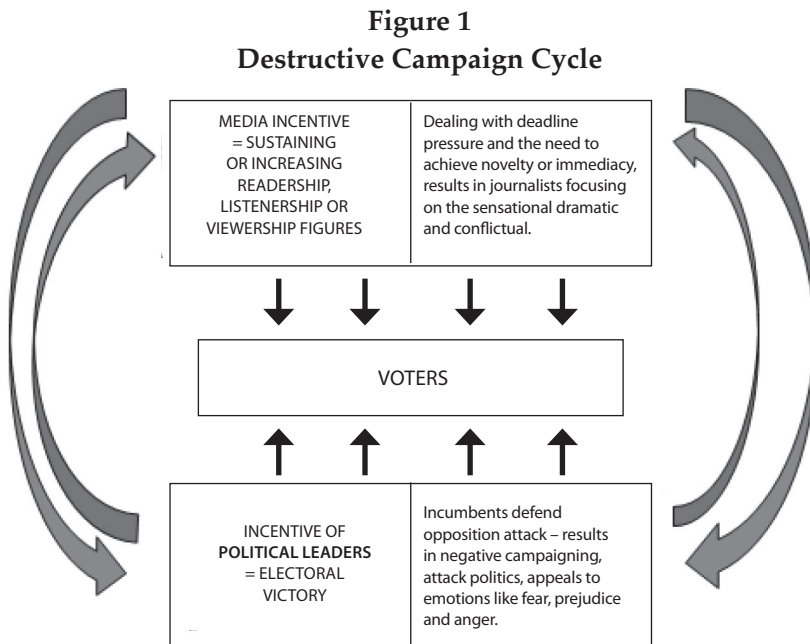 Figure 1
Destructive Campaign Cycle
MEDIA INCENTIVE
= SUSTAINING
OR INCREASING
READERSHIP,
LISTENERSHIP OR
VIEWERSHIP FIGURES
Dealing with deadline
pressure and the need to
achieve novelty or immediacy,
results in journalists focusing
on the sensational dramatic
and conflictual.
VOTERS
INCENTIVE OF
POLITICAL LEADERS
= ELECTORAL
VICTORY
Incumbents defend
opposition attack – results
in negative campaigning,
attack politics, appeals to
emotions like fear, prejudice
and anger.